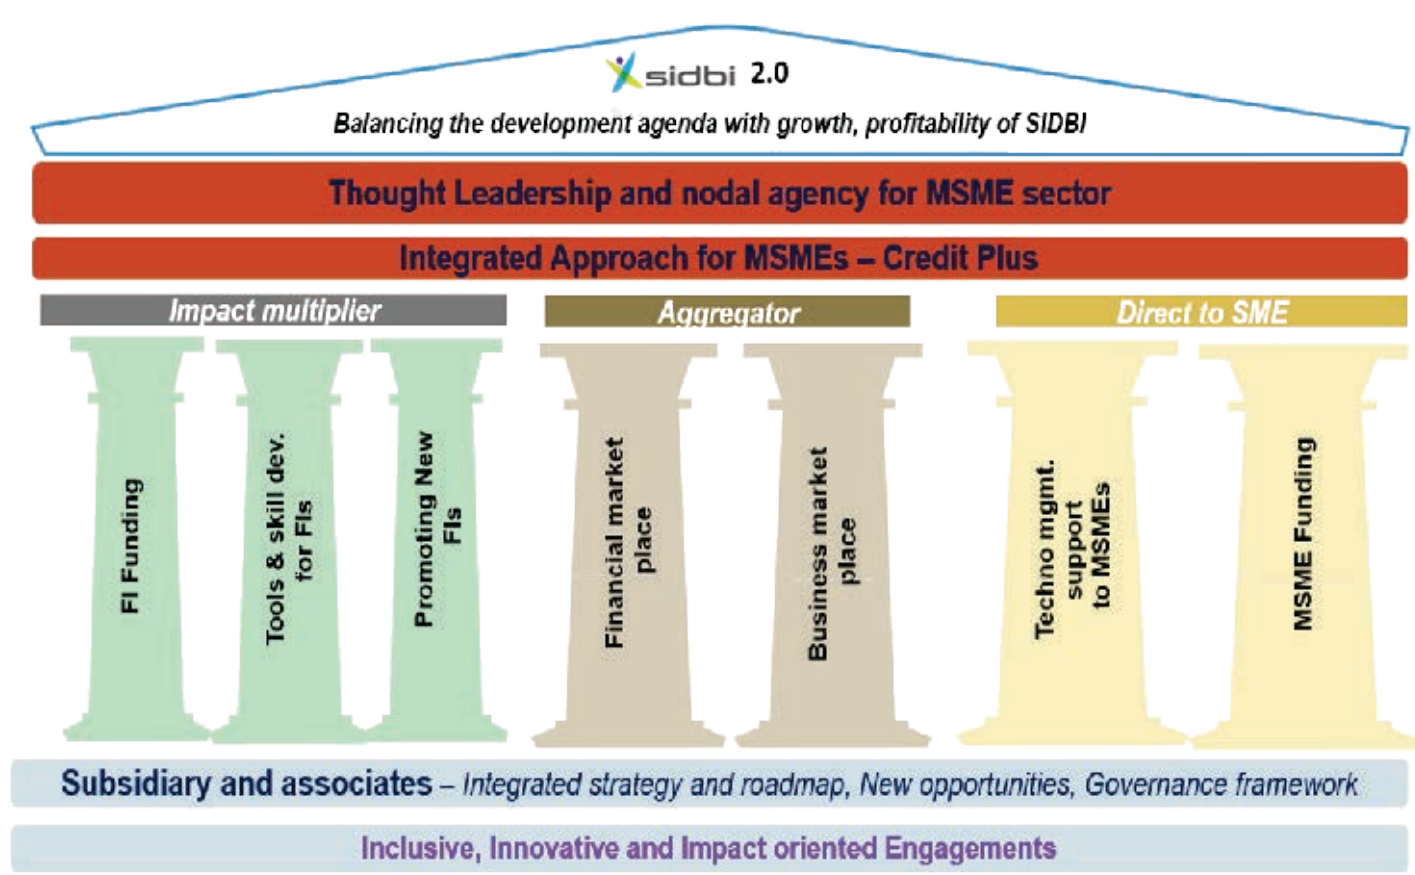 sidbi 2.0
Balancing the development agenda with growth, profitability of SIDBI
Thought Leadership and nodal agency for MSME sector
Integrated Approach for MSMEs – Credit Plus
Impact multiplier
Aggregator
Direct to SME
FI Funding
Tools & skill dev.
for FIs
Promoting New
FIs
Financial market
place
Business market
place
Techno mgmt.
support
to MSMEs
MSME Funding
Subsidiary and associates – Integrated strategy and roadmap, New opportunities, Governance framework
Inclusive, Innovative and Impact oriented Engagements